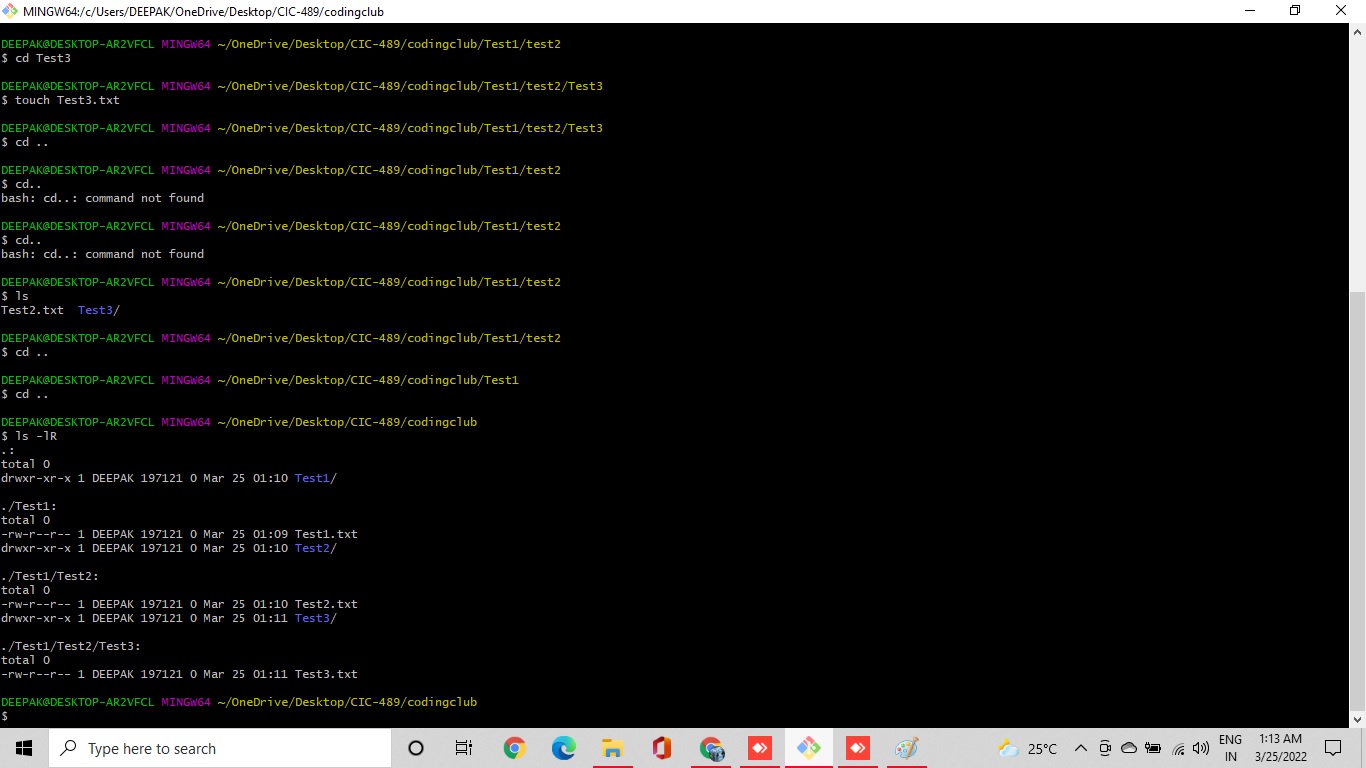 MINGW64:/c/Users/DEEPAK/OneDrive/Desktop/CIC-489/codingclub
DEEPAK@DESKTOP-AR2VFCL MINGW64 ~/OneDrive/Desktop/CIC-489/codingclub/Test1/test2
$ cd Test3
DEEPAK@DESKTOP-AR2VFCL MINGW64 ~/OneDrive/Desktop/CIC-489/codingclub/Test1/test2/Test3
$ touch Test3.txt
DEEPAK@DESKTOP-AR2VFCL MINGW64 ~/OneDrive/Desktop/CIC-489/codingclub/Test1/test2/Test3
$ cd ..
DEEPAK@DESKTOP-AR2VFCL MINGW64 ~/OneDrive/Desktop/CIC-489/codingclub/Test1/test2
$ cd..
bash: cd..: command not found
DEEPAK@DESKTOP-AR2VFCL MINGW64 ~/OneDrive/Desktop/CIC-489/codingclub/Test1/test2
$ cd..
bash: cd..: command not found
DEEPAK@DESKTOP-AR2VFCL MINGW64 ~/OneDrive/Desktop/CIC-489/codingclub/Test1/test2
$ ls
Test2.txt  Test3/
DEEPAK@DESKTOP-AR2VFCL MINGW64 ~/OneDrive/Desktop/CIC-489/codingclub/Test1/test2
$ cd ..
DEEPAK@DESKTOP-AR2VFCL MINGW64 ~/OneDrive/Desktop/CIC-489/codingclub/Test1
$ cd ..
DEEPAK@DESKTOP-AR2VFCL MINGW64 ~/OneDrive/Desktop/CIC-489/codingclub
$ ls -lR
.:
total 0
drwxr-xr-x 1 DEEPAK 197121 0 Mar 25 01:10 Test1/
./Test1:
total 0
-rw-r--r-- 1 DEEPAK 197121 0 Mar 25 01:09 Test1.txt
drwxr-xr-x 1 DEEPAK 197121 0 Mar 25 01:10 Test2/
./Test1/Test2:
total 0
-rw-r--r-- 1 DEEPAK 197121 0 Mar 25 01:10 Test2.txt
drwxr-xr-x 1 DEEPAK 197121 0 Mar 25 01:11 Test3/
./Test1/Test2/Test3:
total 0
-rw-r--r-- 1 DEEPAK 197121 0 Mar 25 01:11 Test3.txt
DEEPAK@DESKTOP-AR2VFCL MINGW64 ~/OneDrive/Desktop/CIC-489/codingclub
$
Type here to search
25°C
ENG
IN
1:13 AM
3/25/2022